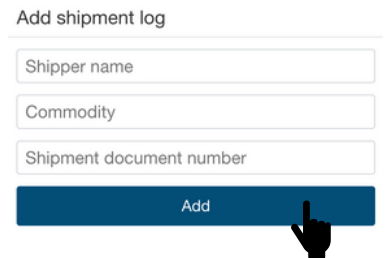 Add shipment log
Shipper name
Commodity
Shipment document number
Add